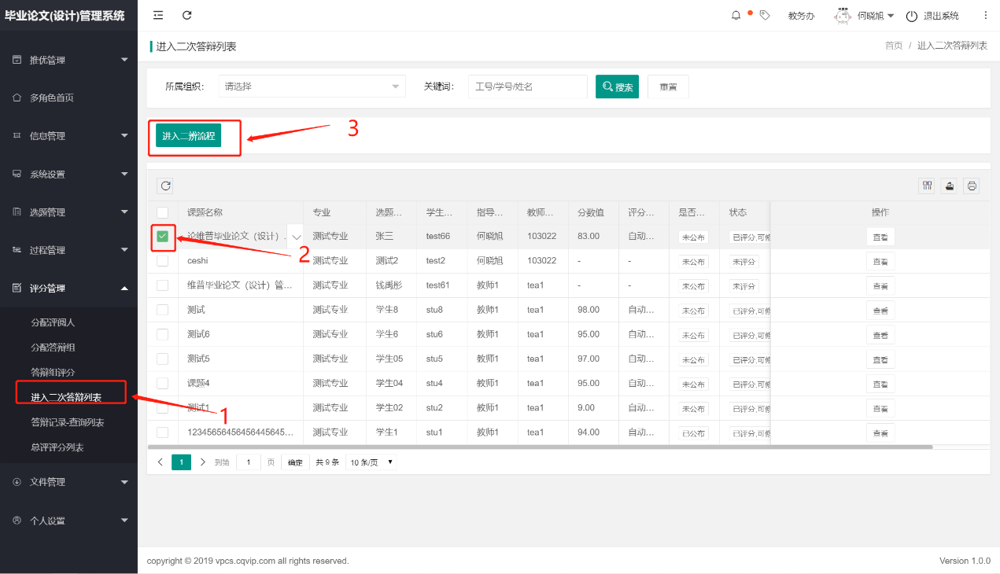 毕业论文(设计)管理系统
教务办 何晓旭 退出系统
推优管理
多角色首页
信息管理
系统设置
选题管理
过程管理
评分管理
分配评阅人
分配答辩组
答辩组评分
进入二次答辩列表
答辩记录-查询列表
总评评分列表
文件管理
个人设置
进入二次答辩列表
首页 / 进入二次答辩列表
所属组织: 请选择 关键词: 工号/学号/姓名 搜索 重置
进入二辨流程
3
课题名称 专业 选题... 学生... 指导... 教师... 分数值 评分... 是否... 状态 操作
论维普毕业论文（设计）. 测试专业 张三 test66 何晓旭 103022 83.00 自动... 未公布 已评分,可修 查看
2
ceshi 测试专业 测试2 test2 何晓旭 103022 - - 未公布 未评分 查看
维普毕业论文（设计）管... 测试专业 钱禹彤 test61 教师1 tea1 - - 未公布 未评分 查看
测试 测试专业 学生8 stu8 教师1 tea1 98.00 自动... 未公布 已评分,可修 查看
测试6 测试专业 学生6 stu6 教师1 tea1 95.00 自动... 未公布 已评分,可修 查看
测试5 测试专业 学生05 stu5 教师1 tea1 97.00 自动... 未公布 已评分,可修 查看
课题4 测试专业 学生04 stu4 教师1 tea1 95.00 自动... 未公布 已评分,可修 查看
测试1 测试专业 学生02 stu2 教师1 tea1 9.00 自动... 未公布 已评分,可修 查看
1
12345656456456445645... 测试专业 学生1 stu1 教师1 tea1 94.00 自动... 已公布 已评分,可修 查看
1 到第 1 页 确定 共 9 条 10 条/页
copyright © 2019 vpcs.cqvip.com all rights reserved.
Version 1.0.0